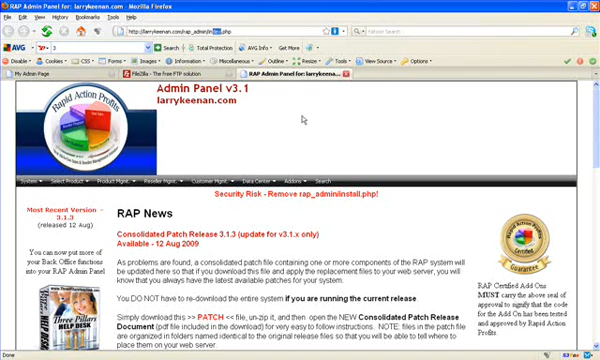 RAP Admin Panel for: larrykeenan.com - Mozilla Firefox
File Edit View History Bookmarks Tools Help
http://larrykeenan.com/rap_admin/install.php
Yahoo Search
AVG 3 Search Total Protection AVG Info Get More
Disable Cookies CSS Forms Images Information Miscellaneous Outline Resize Tools View Source Options
My Admin Page FileZilla - The free FTP solution RAP Admin Panel for: larrykeenan....
Rapid Action Profits
Admin Panel v3.1
larrykeenan.com
System Select Product Product Mgmt. Reseller Mgmt. Customer Mgmt. Data Center Addons Search
Security Risk - Remove rap_admin/install.php!
Most Recent Version -
3.1.3
(released 12 Aug)
You can now put more of
your Back Office functions
into your RAP Admin Panel
Three Pillars
HELP DESK
RAP News
Consolidated Patch Release 3.1.3 (update for v3.1.x only)
Available - 12 Aug 2009
As problems are found, a consolidated patch file containing one or more components of the RAP system will
be updated here so that if you download this file and apply the replacement files to your web server, you will
know that you always have the latest available patches for your system.
You DO NOT have to re-download the entire system if you are running the current release.
Simply download this >> PATCH << file, un-zip it, and then open the NEW Consolidated Patch Release
Document (pdf file included in the download) for very easy to follow instructions. NOTE: files in the patch file
are organized in folders named identical to the original release files so that you will be able to tell where to
place them on your web server.
Certified
Guarantee
RAP Certified Add Ons
MUST carry the above seal of
approval to signify that the code
for the Add On has been tested
and approved by Rapid Action
Profits.
Done